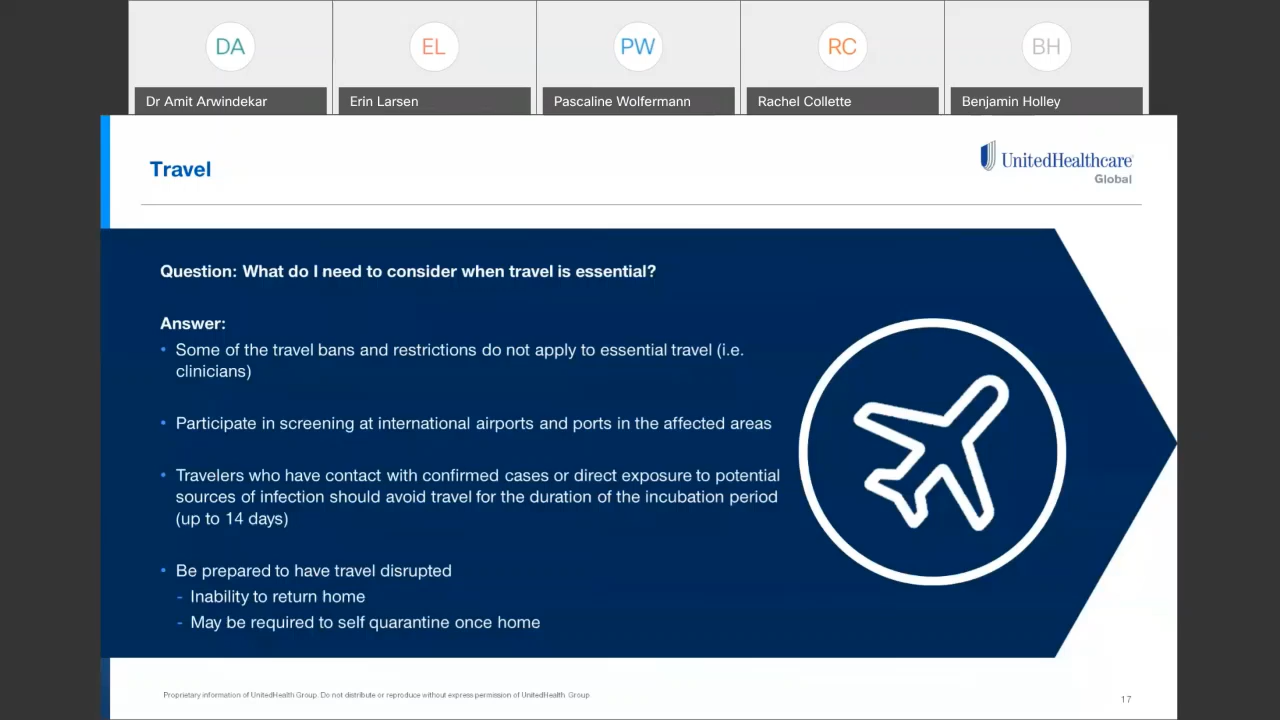 DA
EL
PW
RC
BH
Dr Amit Arwindekar
Erin Larsen
Pascaline Wolfermann
Rachel Collette
Benjamin Holley
Travel
UnitedHealthcare
Global
Question: What do I need to consider when travel is essential?
Answer:
• Some of the travel bans and restrictions do not apply to essential travel (i.e.
clinicians)
• Participate in screening at international airports and ports in the affected areas
• Travelers who have contact with confirmed cases or direct exposure to potential
sources of infection should avoid travel for the duration of the incubation period
(up to 14 days)
• Be prepared to have travel disrupted
- Inability to return home
- May be required to self quarantine once home
Proprietary information of UnitedHealth Group. Do not distribute or reproduce without express permission of UnitedHealth Group.
17